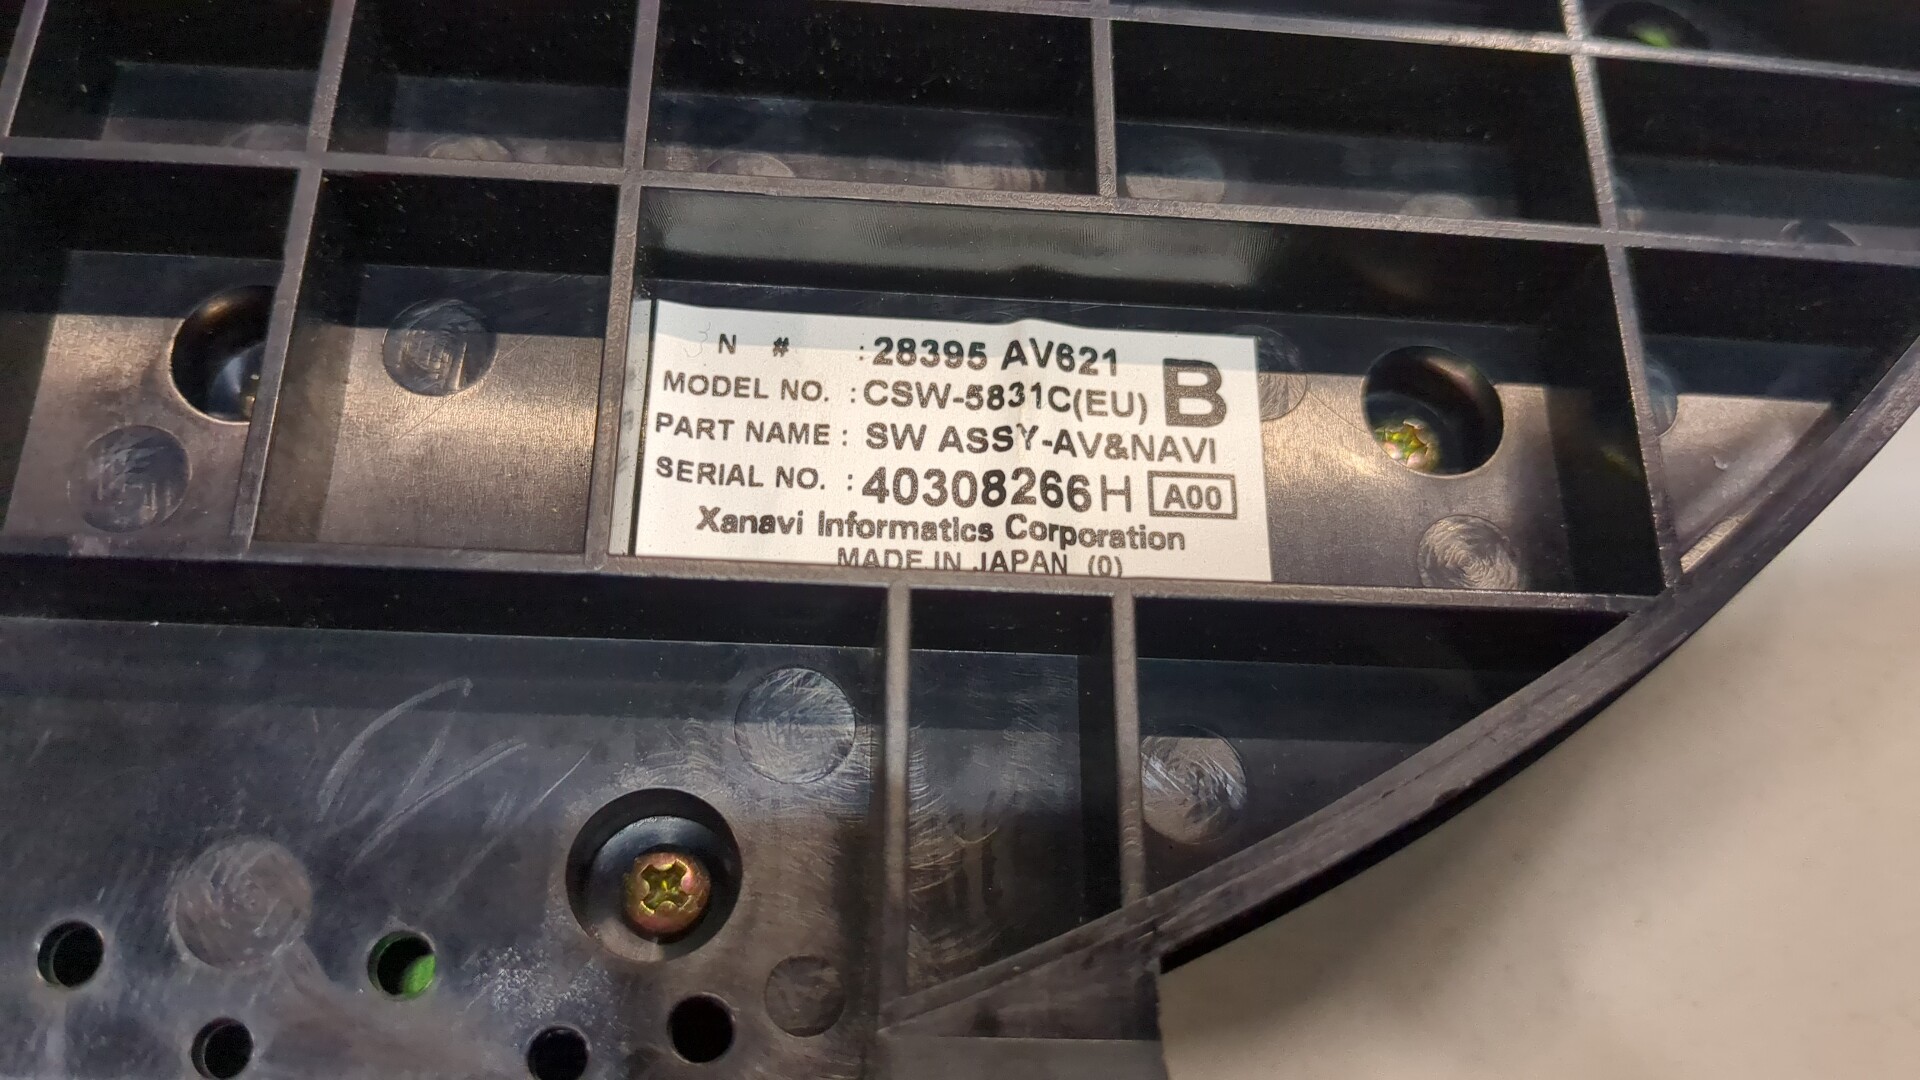 N # : 28395 AV621
MODEL NO. : CSW-5831C(EU) B
PART NAME : SW ASSY-AV&NAVI
SERIAL NO. : 40308266H A00
Xanavi Informatics Corporation
MADE IN JAPAN (0)